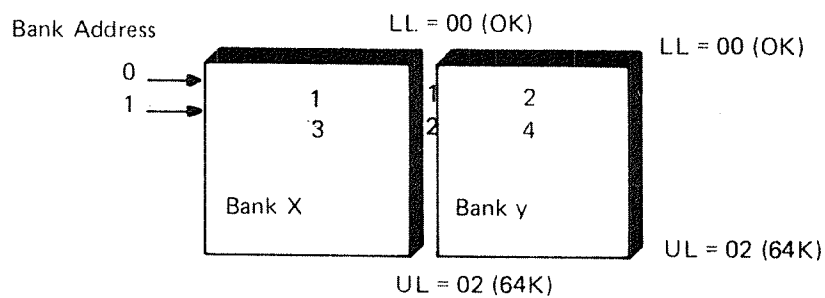 Bank Address
LL = 00 (OK)
LL = 00 (OK)
0
1
1 1 2
3 2 4
Bank X
Bank y
UL = 02 (64K)
UL = 02 (64K)